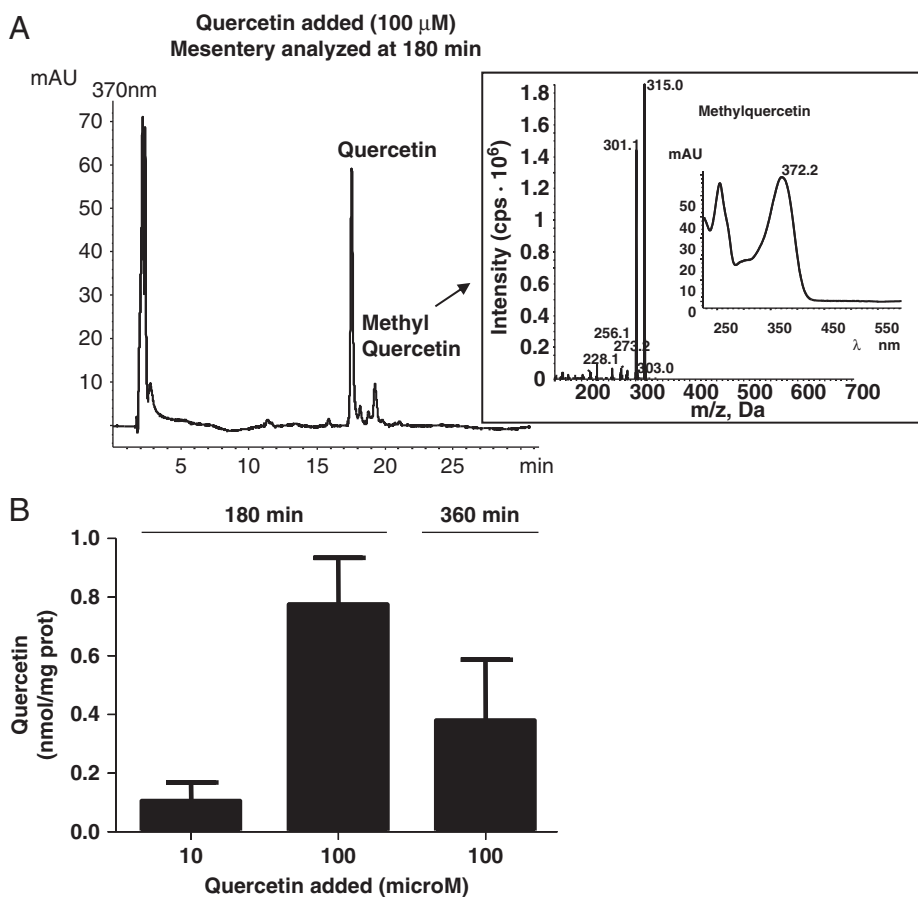 A
Quercetin added (100 μM)
Mesentery analyzed at 180 min
mAU
370nm
70
60
50
40
30
20
10
5 10 15 20 25 min
Quercetin
Methyl
Quercetin
Intensity (cps · 10⁶)
1.8
1.6
1.4
1.2
1
0.8
0.6
0.4
0.2
0
315.0
301.1
256.1
273.2
228.1
303.0
200 300 400 500 600 700
m/z, Da
Methylquercetin
mAU
372.2
50
40
30
20
10
0
250 350 450 550
λ nm
B
180 min 360 min
Quercetin
(nmol/mg prot)
1.0
0.8
0.6
0.4
0.2
0.0
10 100 100
Quercetin added (microM)